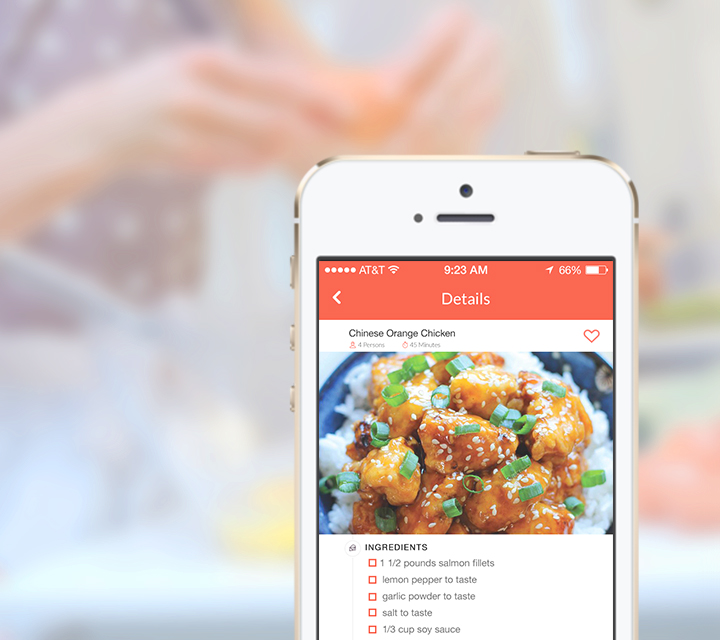 AT&T 9:23 AM 66%
Details
Chinese Orange Chicken
4 Persons 45 Minutes
INGREDIENTS
1 1/2 pounds salmon fillets
lemon pepper to taste
garlic powder to taste
salt to taste
1/3 cup soy sauce